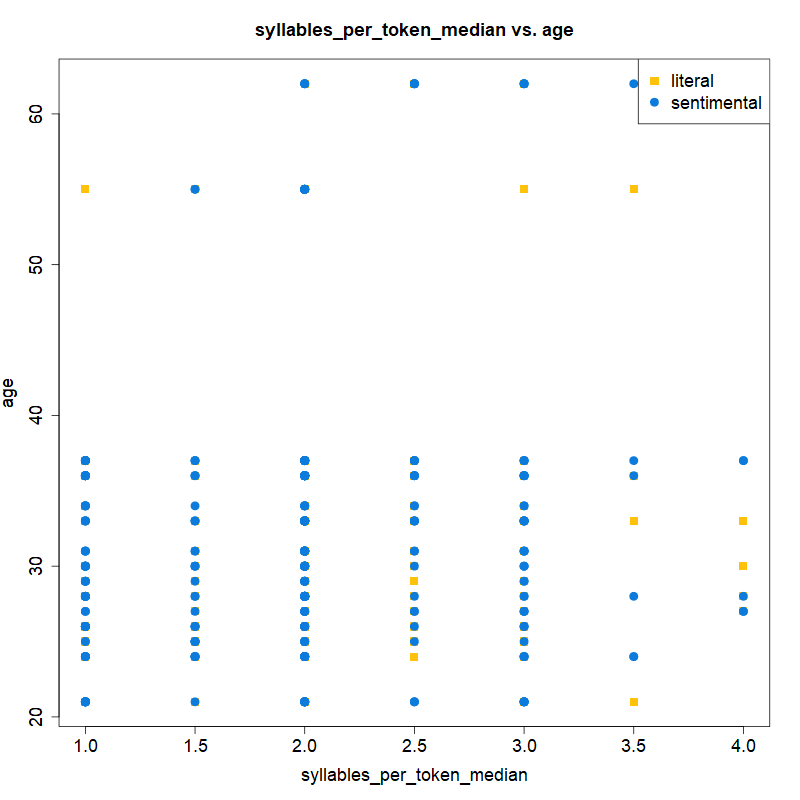 syllables_per_token_median vs. age
literal
sentimental
60
50
40
30
20
age
1.0 1.5 2.0 2.5 3.0 3.5 4.0
syllables_per_token_median